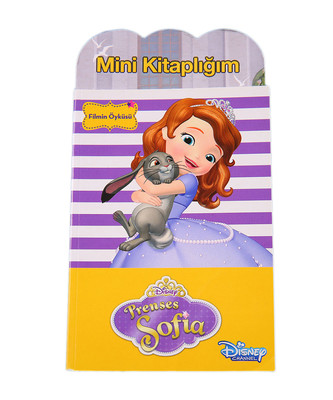 Mini Kitaplığım
Filmin Öyküsü
Disney
Prenses
Sofia
Disney
CHANNEL